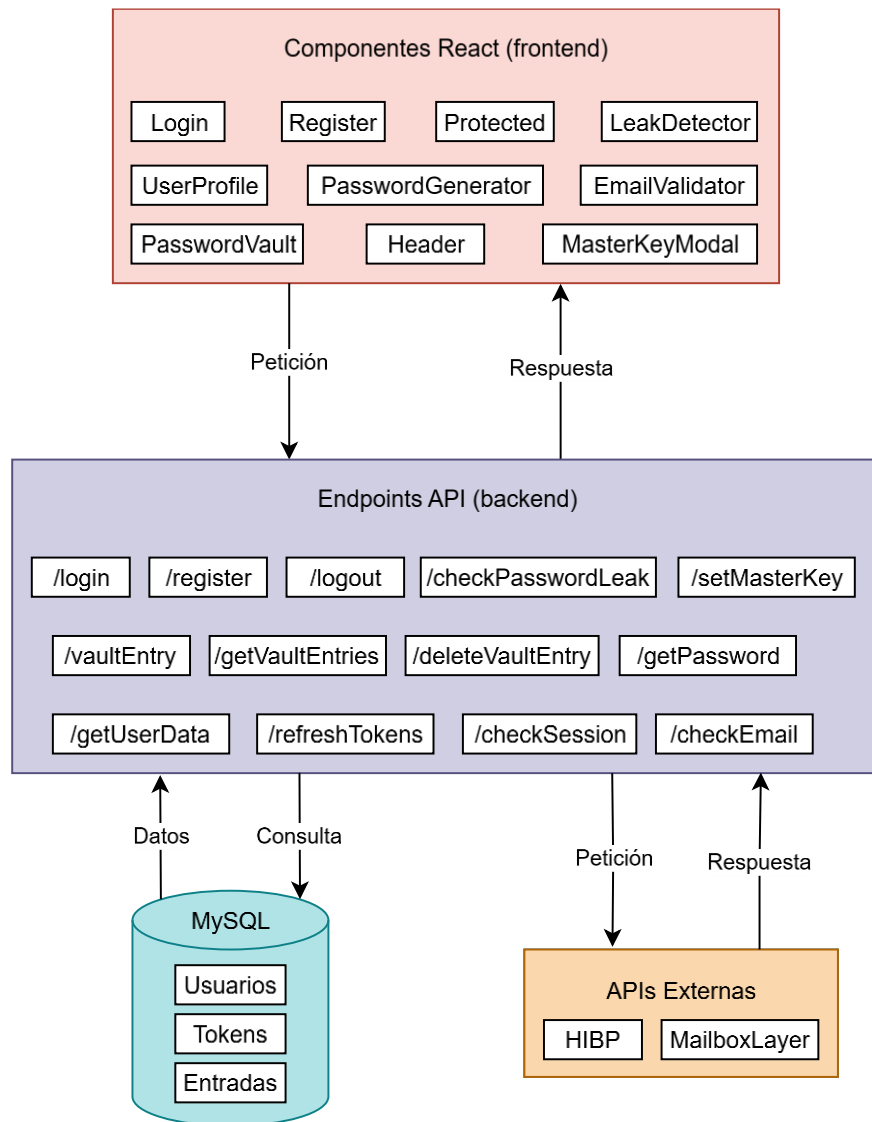 Componentes React (frontend)
Login
Register
Protected
LeakDetector
UserProfile
PasswordGenerator
EmailValidator
PasswordVault
Header
MasterKeyModal
Petición
Respuesta
Endpoints API (backend)
/login
/register
/logout
/checkPasswordLeak
/setMasterKey
/vaultEntry
/getVaultEntries
/deleteVaultEntry
/getPassword
/getUserData
/refreshTokens
/checkSession
/checkEmail
Datos
Consulta
Petición
Respuesta
MySQL
Usuarios
Tokens
Entradas
APIs Externas
HIBP
MailboxLayer